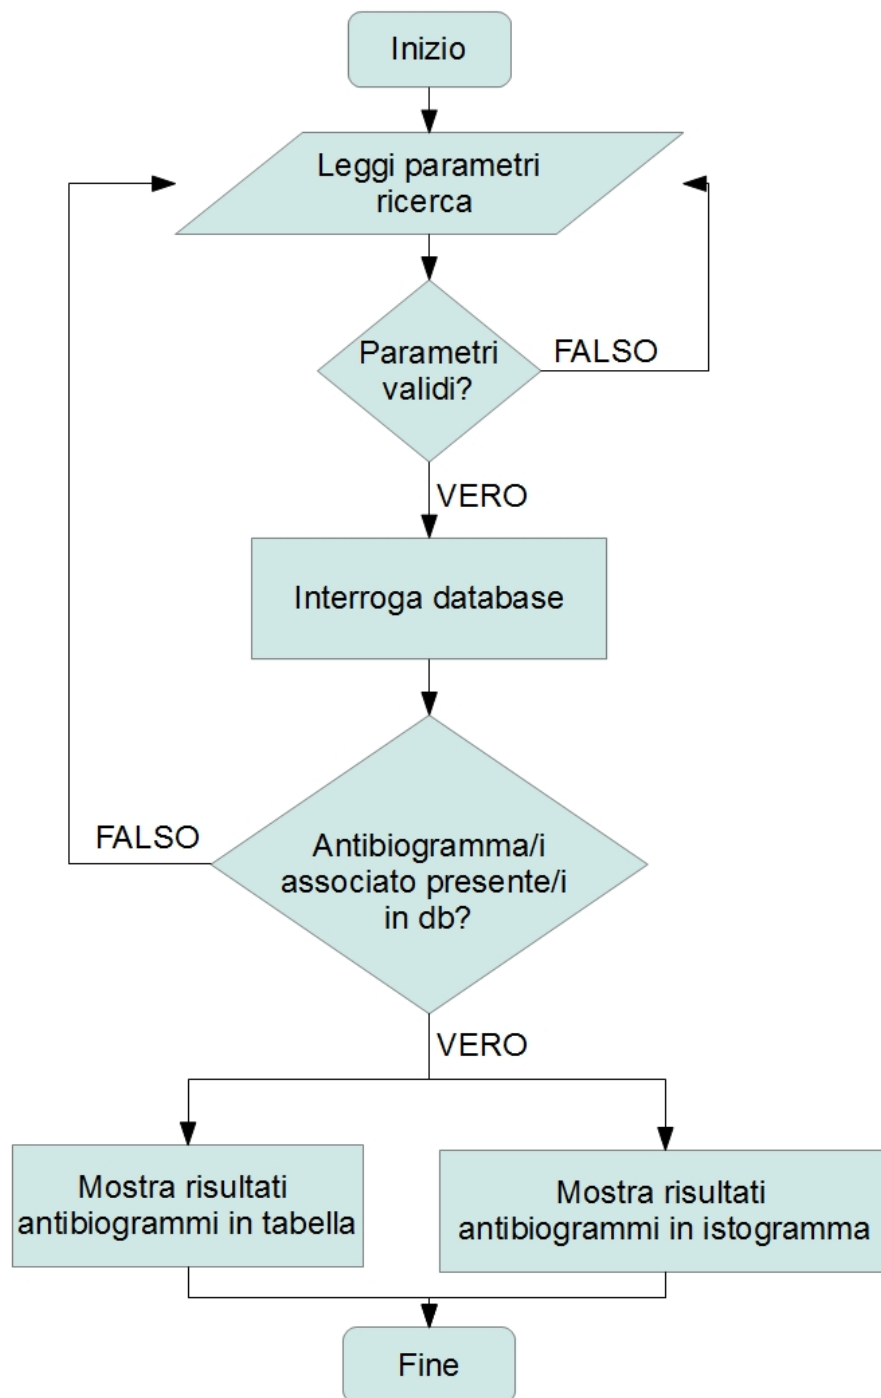 Inizio
Leggi parametri
ricerca
Parametri
validi?
FALSO
VERO
Interroga database
FALSO
Antibiogramma/i
associato presente/i
in db?
VERO
Mostra risultati
antibiogrammi in tabella
Mostra risultati
antibiogrammi in istogramma
Fine